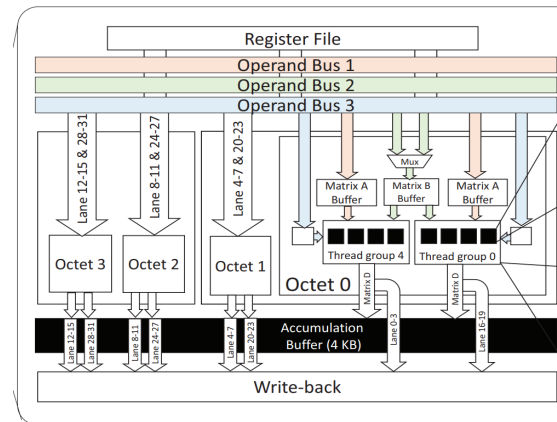 Register File
Operand Bus 1
Operand Bus 2
Operand Bus 3
Lane 12-15 & 28-31
Lane 8-11 & 24-27
Lane 4-7 & 20-23
Mux
Matrix A
Buffer
Matrix B
Buffer
Matrix A
Buffer
Octet 3
Octet 2
Octet 1
Thread group 4
Thread group 0
Octet 0
Matrix D
Matrix D
Lane 12-15
Lane 28-31
Lane 8-11
Lane 24-27
Lane 4-7
Lane 20-23
Accumulation
Buffer (4 KB)
Lane 0-3
Lane 16-19
Write-back